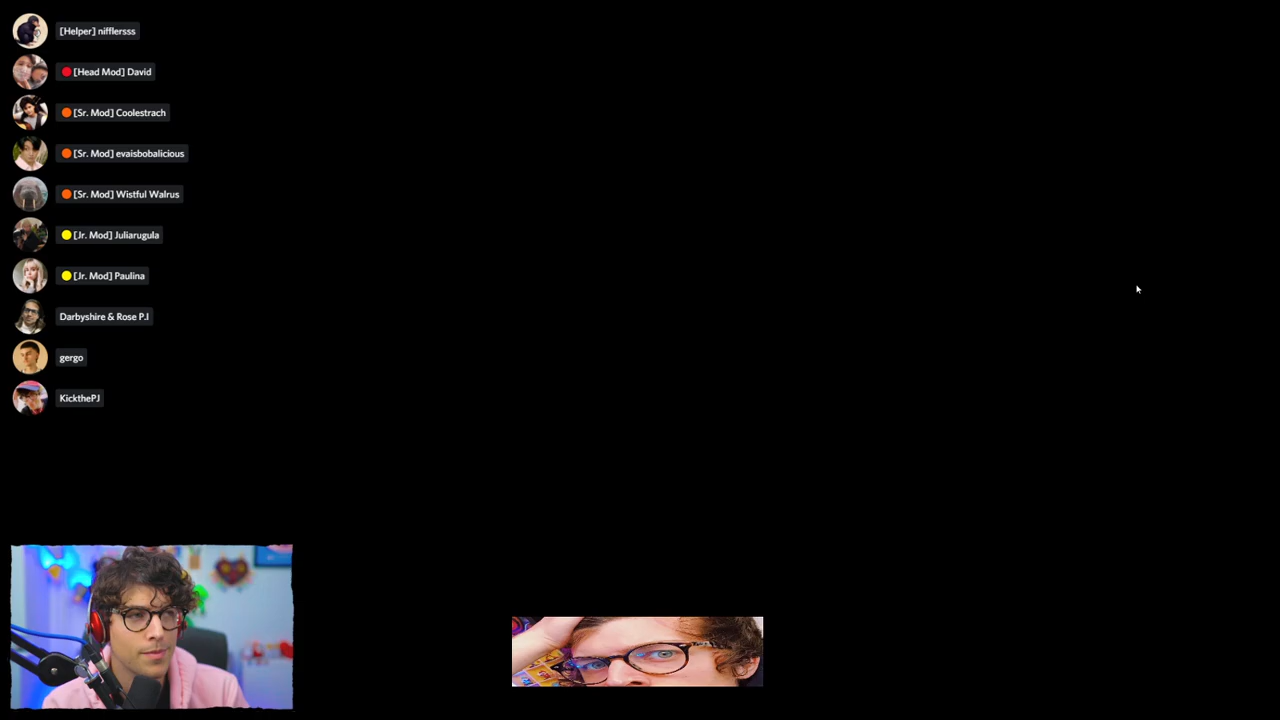 [Helper] nifflersss
[Head Mod] David
[Sr. Mod] Coolestrach
[Sr. Mod] evaisbobalicious
[Sr. Mod] Wistful Walrus
[Jr. Mod] Juliarugula
[Jr. Mod] Paulina
Darbyshire & Rose P.I
gergo
KickthePJ